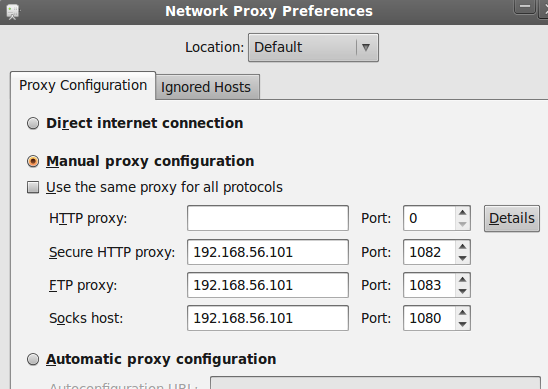 Network Proxy Preferences
Location: Default
Proxy Configuration Ignored Hosts
Direct internet connection
Manual proxy configuration
Use the same proxy for all protocols
HTTP proxy: Port: 0 Details
Secure HTTP proxy: 192.168.56.101 Port: 1082
FTP proxy: 192.168.56.101 Port: 1083
Socks host: 192.168.56.101 Port: 1080
Automatic proxy configuration
Autoconfiguration URL: